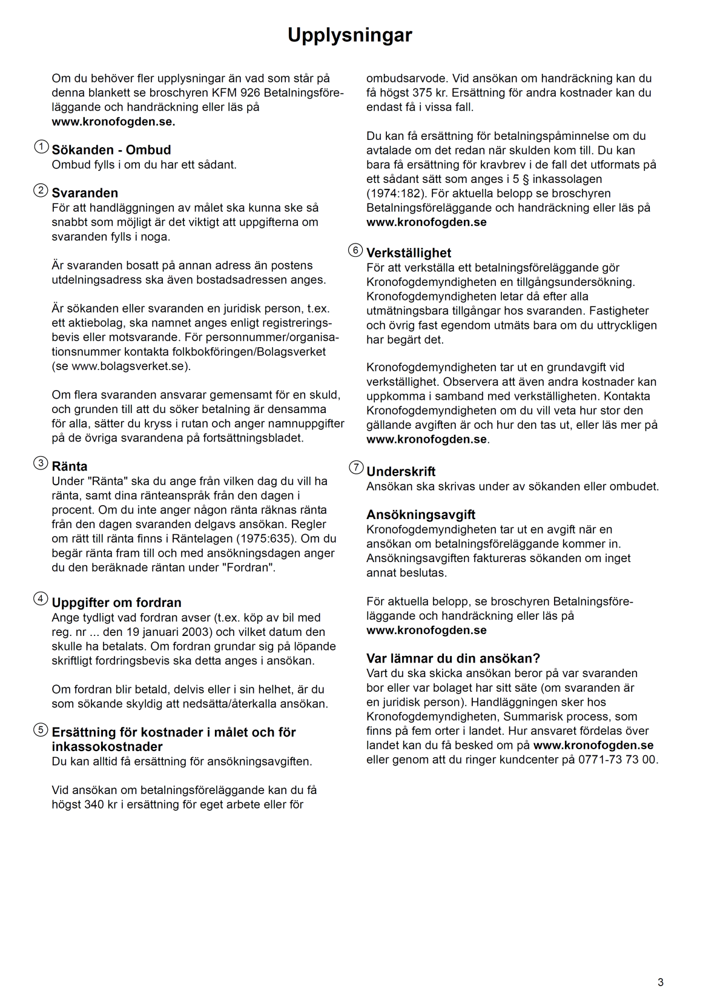 Upplysningar
Om du behöver fler upplysningar än vad som står på
denna blankett se broschyren KFM 926 Betalningsföre-
läggande och handräckning eller läs på
www.kronofogden.se.
1 Sökanden - Ombud
Ombud fylls i om du har ett sådant.
2 Svaranden
För att handläggningen av målet ska kunna ske så
snabbt som möjligt är det viktigt att uppgifterna om
svaranden fylls i noga.
Är svaranden bosatt på annan adress än postens
utdelningsadress ska även bostadsadressen anges.
Är sökanden eller svaranden en juridisk person, t.ex.
ett aktiebolag, ska namnet anges enligt registrerings-
bevis eller motsvarande. För personnummer/organisa-
tionsnummer kontakta folkbokföringen/Bolagsverket
(se www.bolagsverket.se).
Om flera svaranden ansvarar gemensamt för en skuld,
och grunden till att du söker betalning är densamma
för alla, sätter du kryss i rutan och anger namnuppgifter
på de övriga svarandena på fortsättningsbladet.
3 Ränta
Under "Ränta" ska du ange från vilken dag du vill ha
ränta, samt dina ränteanspråk från den dagen i
procent. Om du inte anger någon ränta räknas ränta
från den dagen svaranden delgavs ansökan. Regler
om rätt till ränta finns i Räntelagen (1975:635). Om du
begär ränta fram till och med ansökningsdagen anger
du den beräknade räntan under "Fordran".
4 Uppgifter om fordran
Ange tydligt vad fordran avser (t.ex. köp av bil med
reg. nr ... den 19 januari 2003) och vilket datum den
skulle ha betalats. Om fordran grundar sig på löpande
skriftligt fordringsbevis ska detta anges i ansökan.
Om fordran blir betald, delvis eller i sin helhet, är du
som sökande skyldig att nedsätta/återkalla ansökan.
5 Ersättning för kostnader i målet och för
inkassokostnader
Du kan alltid få ersättning för ansökningsavgiften.
Vid ansökan om betalningsföreläggande kan du få
högst 340 kr i ersättning för eget arbete eller för
ombudsarvode. Vid ansökan om handräckning kan du
få högst 375 kr. Ersättning för andra kostnader kan du
endast få i vissa fall.
Du kan få ersättning för betalningspåminnelse om du
avtalade om det redan när skulden kom till. Du kan
bara få ersättning för kravbrev i de fall det utformats på
ett sådant sätt som anges i 5 § inkassolagen
(1974:182). För aktuella belopp se broschyren
Betalningsföreläggande och handräckning eller läs på
www.kronofogden.se
6 Verkställighet
För att verkställa ett betalningsföreläggande gör
Kronofogdemyndigheten en tillgångsundersökning.
Kronofogdemyndigheten letar då efter alla
utmätningsbara tillgångar hos svaranden. Fastigheter
och övrig fast egendom utmäts bara om du uttryckligen
har begärt det.
Kronofogdemyndigheten tar ut en grundavgift vid
verkställighet. Observera att även andra kostnader kan
uppkomma i samband med verkställigheten. Kontakta
Kronofogdemyndigheten om du vill veta hur stor den
gällande avgiften är och hur den tas ut, eller läs mer på
www.kronofogden.se.
7 Underskrift
Ansökan ska skrivas under av sökanden eller ombudet.
Ansökningsavgift
Kronofogdemyndigheten tar ut en avgift när en
ansökan om betalningsföreläggande kommer in.
Ansökningsavgiften faktureras sökanden om inget
annat beslutas.
För aktuella belopp, se broschyren Betalningsföre-
läggande och handräckning eller läs på
www.kronofogden.se
Var lämnar du din ansökan?
Vart du ska skicka ansökan beror på var svaranden
bor eller var bolaget har sitt säte (om svaranden är
en juridisk person). Handläggningen sker hos
Kronofogdemyndigheten, Summarisk process, som
finns på fem orter i landet. Hur ansvaret fördelas över
landet kan du få besked om på www.kronofogden.se
eller genom att du ringer kundcenter på 0771-73 73 00.
3